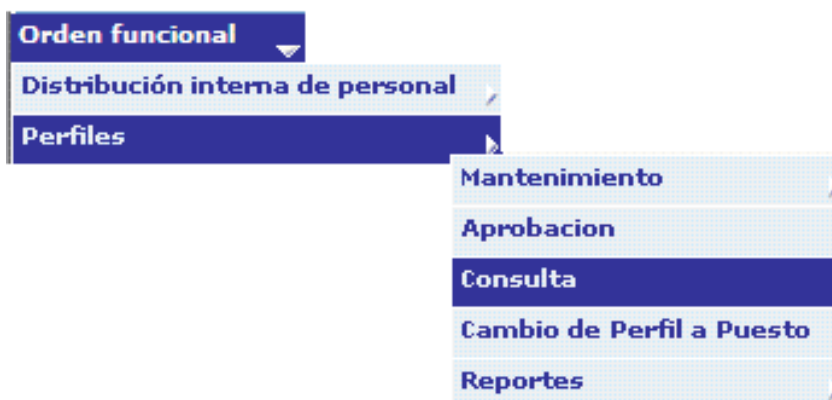 Orden funcional
Distribución interna de personal
Perfiles
Mantenimiento
Aprobacion
Consulta
Cambio de Perfil a Puesto
Reportes